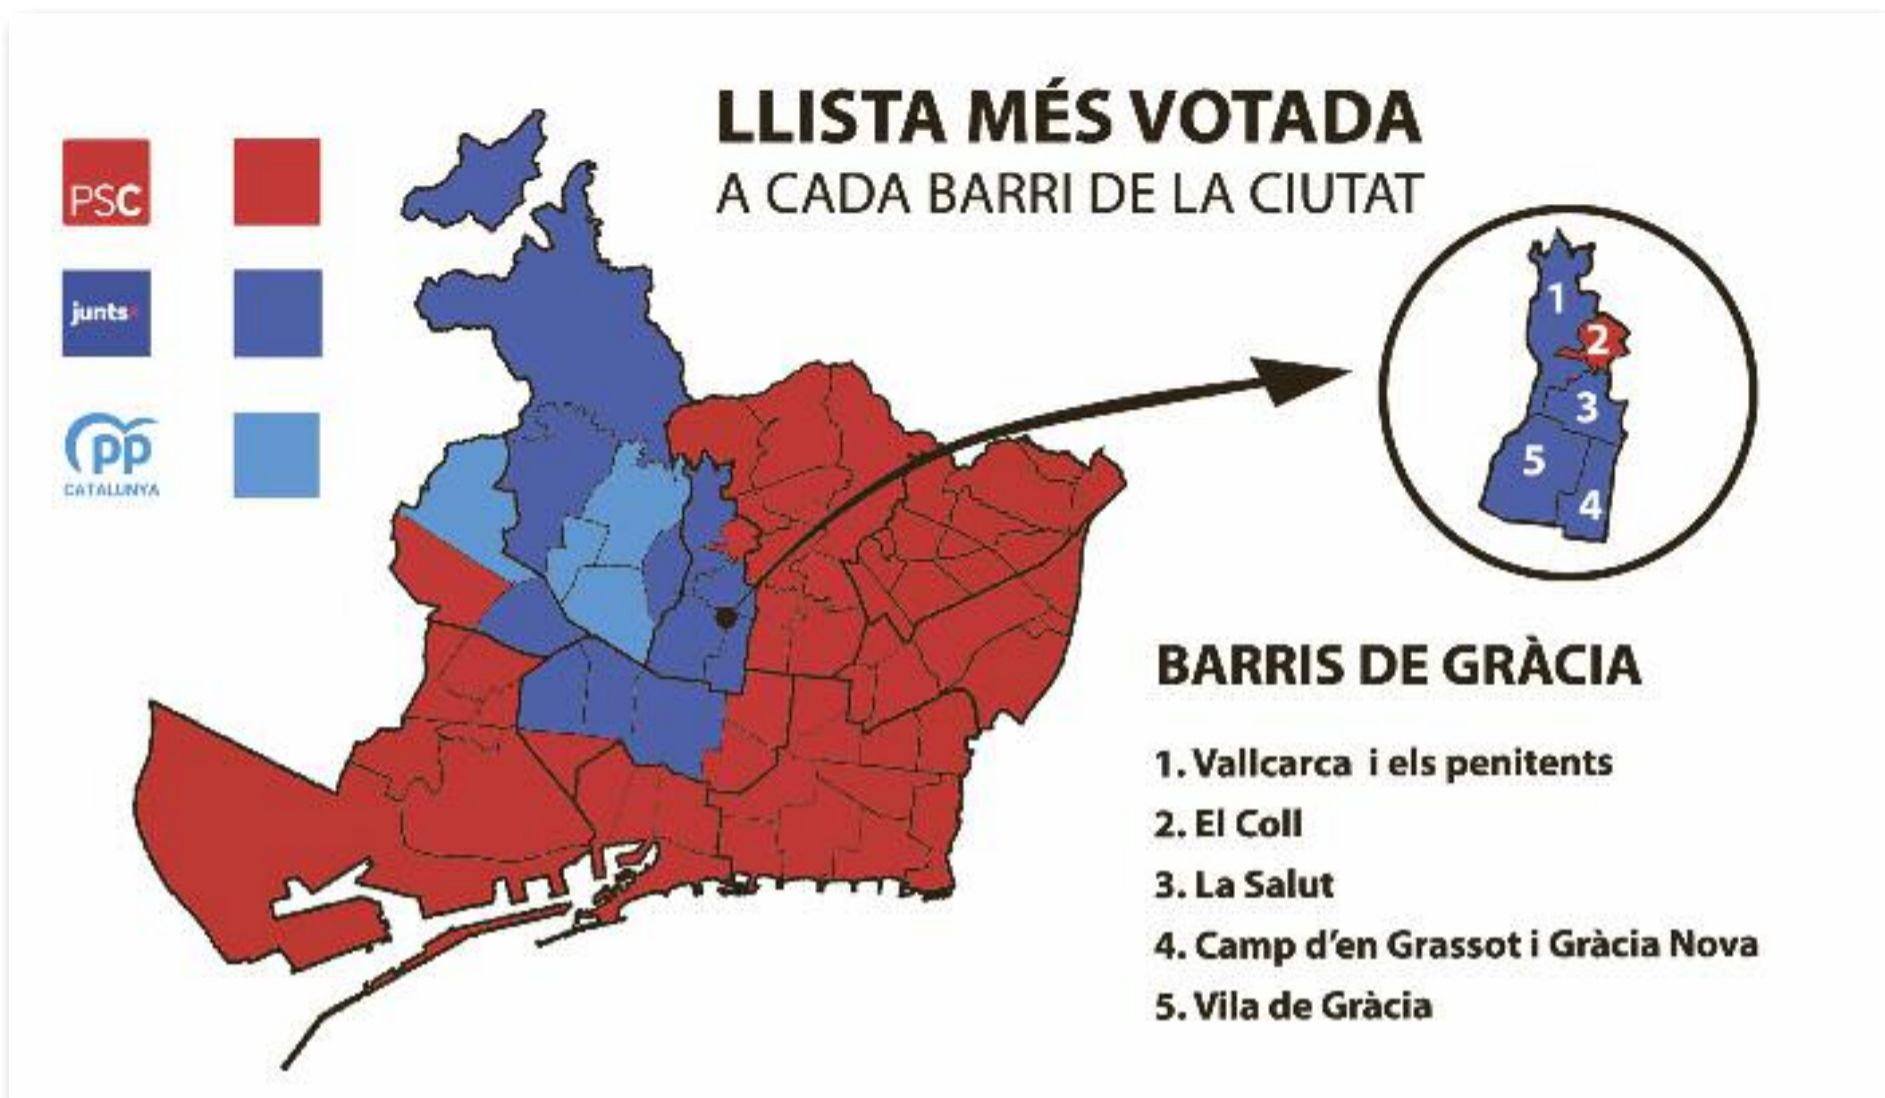 LLISTA MÉS VOTADA
A CADA BARRI DE LA CIUTAT
PSC
junts
pp
CATALUNYA
1
2
3
5
4
BARRIS DE GRÀCIA
1. Vallcarca i els penitents
2. El Coll
3. La Salut
4. Camp d'en Grassot i Gràcia Nova
5. Vila de Gràcia